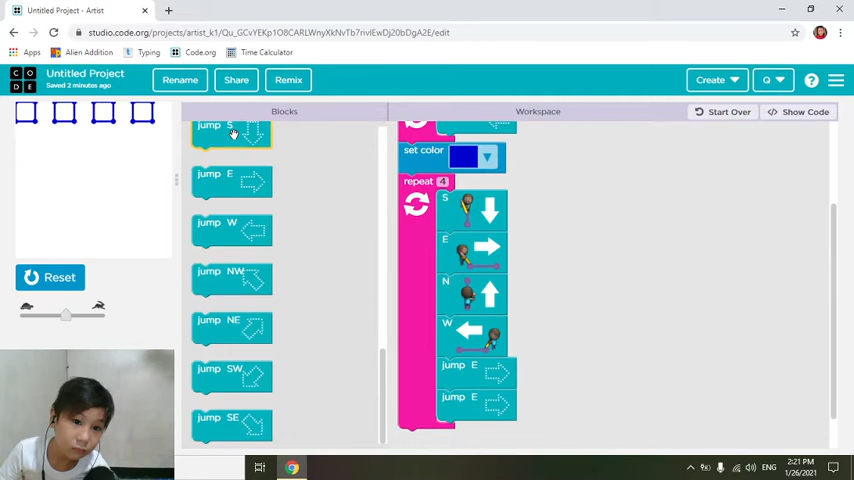 Untitled Project
studio.code.org/projects/artist_k1/Qu_GCvYEKp1O8CARLWnyXkNvTb7rivlEwDj20bDgA2E/edit
Apps
Alien Addition
Typing
Code.org
Time Calculator
CODE
Untitled Project
Saved 2 minutes ago
Rename
Share
Remix
Create
Q
?
Blocks
Workspace
Start Over
Show Code
jump S
jump E
jump W
jump NW
jump NE
jump SW
jump SE
set color
repeat 4
S
E
N
W
jump E
jump E
Reset
ENG
2:21 PM
1/26/2021